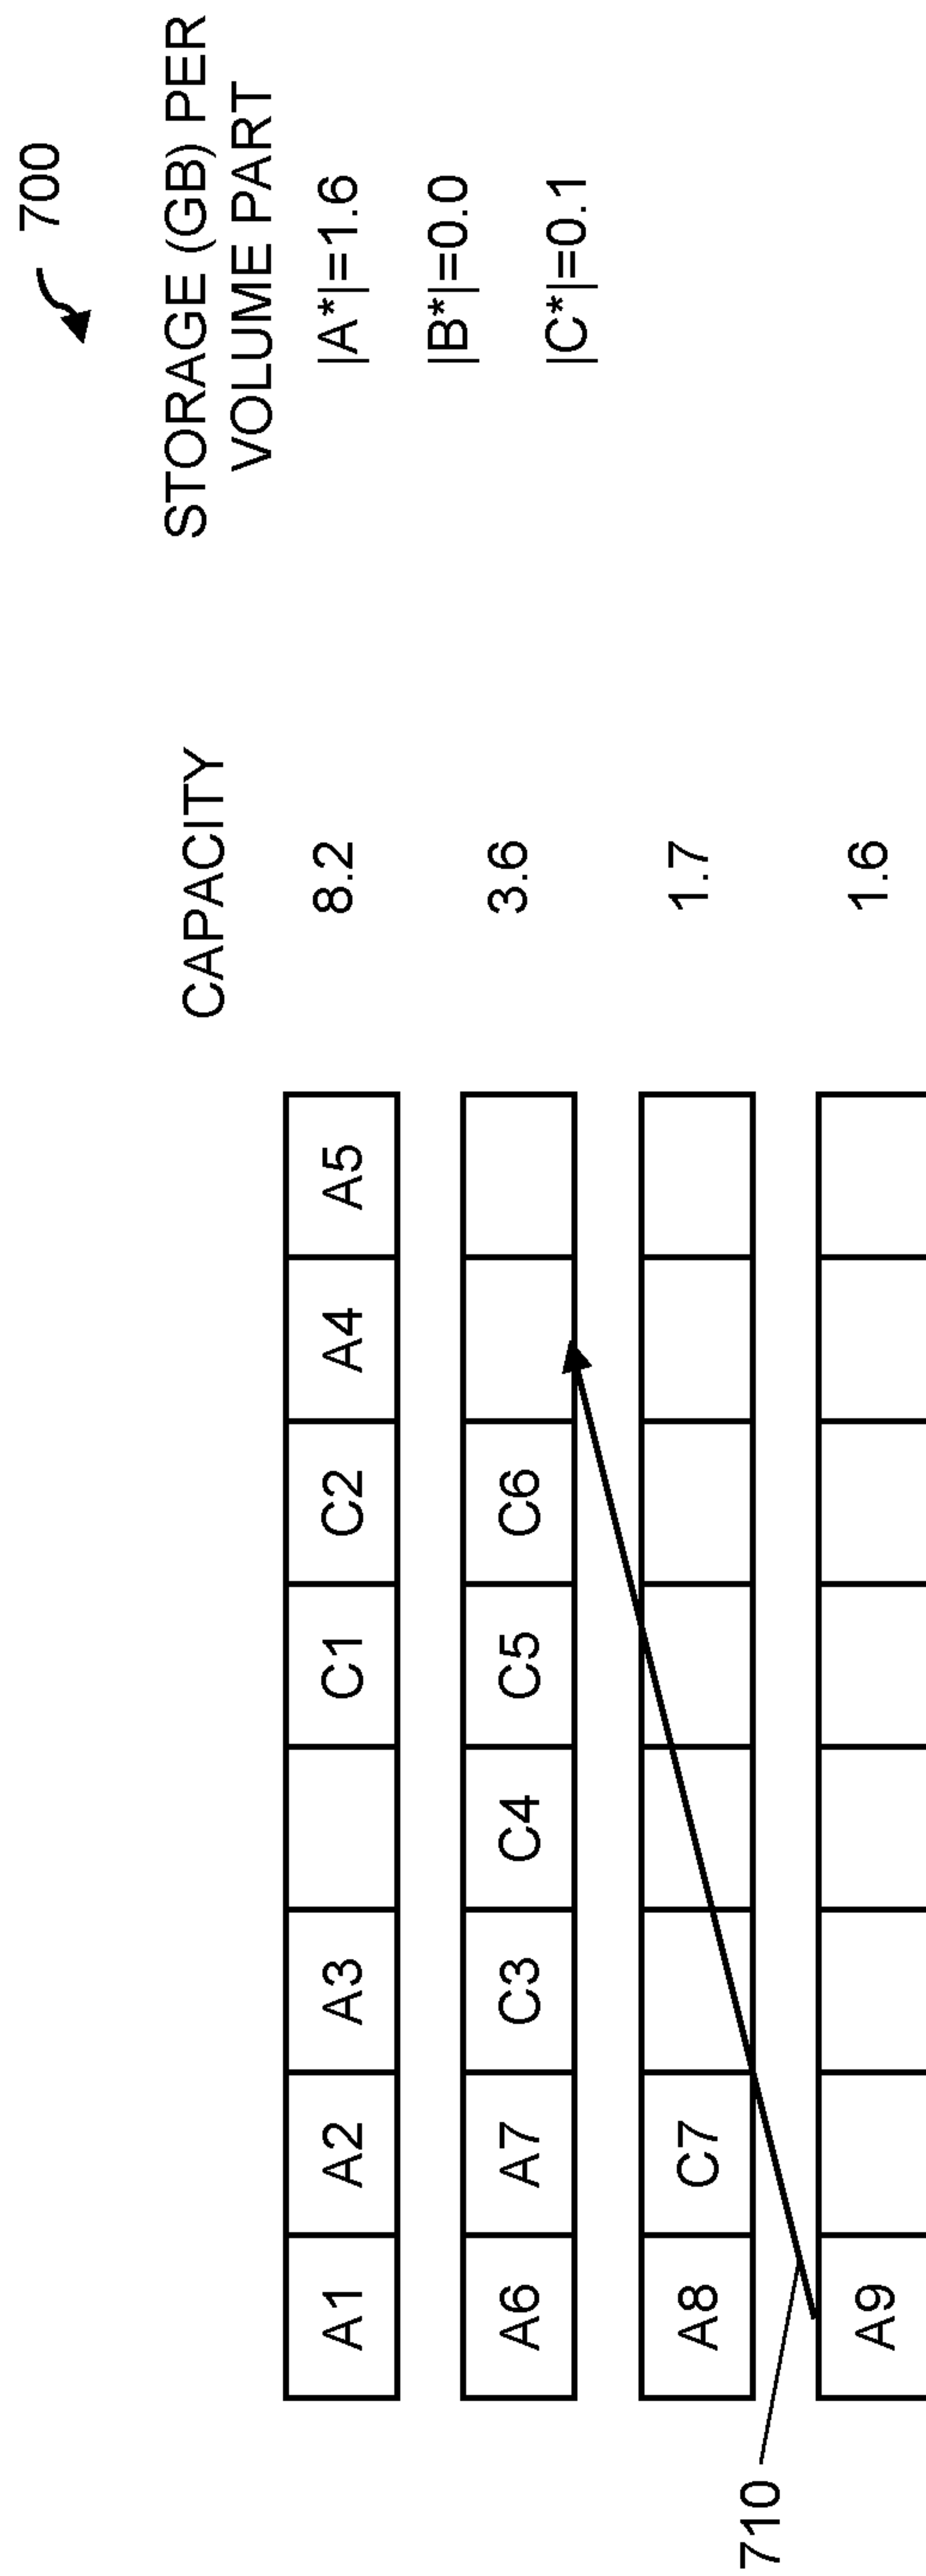 700
STORAGE (GB) PER
VOLUME PART
CAPACITY
A1 A2 A3 C1 C2 A4 A5 8.2 |A*|=1.6
A6 A7 C3 C4 C5 C6 3.6 |B*|=0.0
|C*|=0.1
A8 C7 1.7
710
A9 1.6